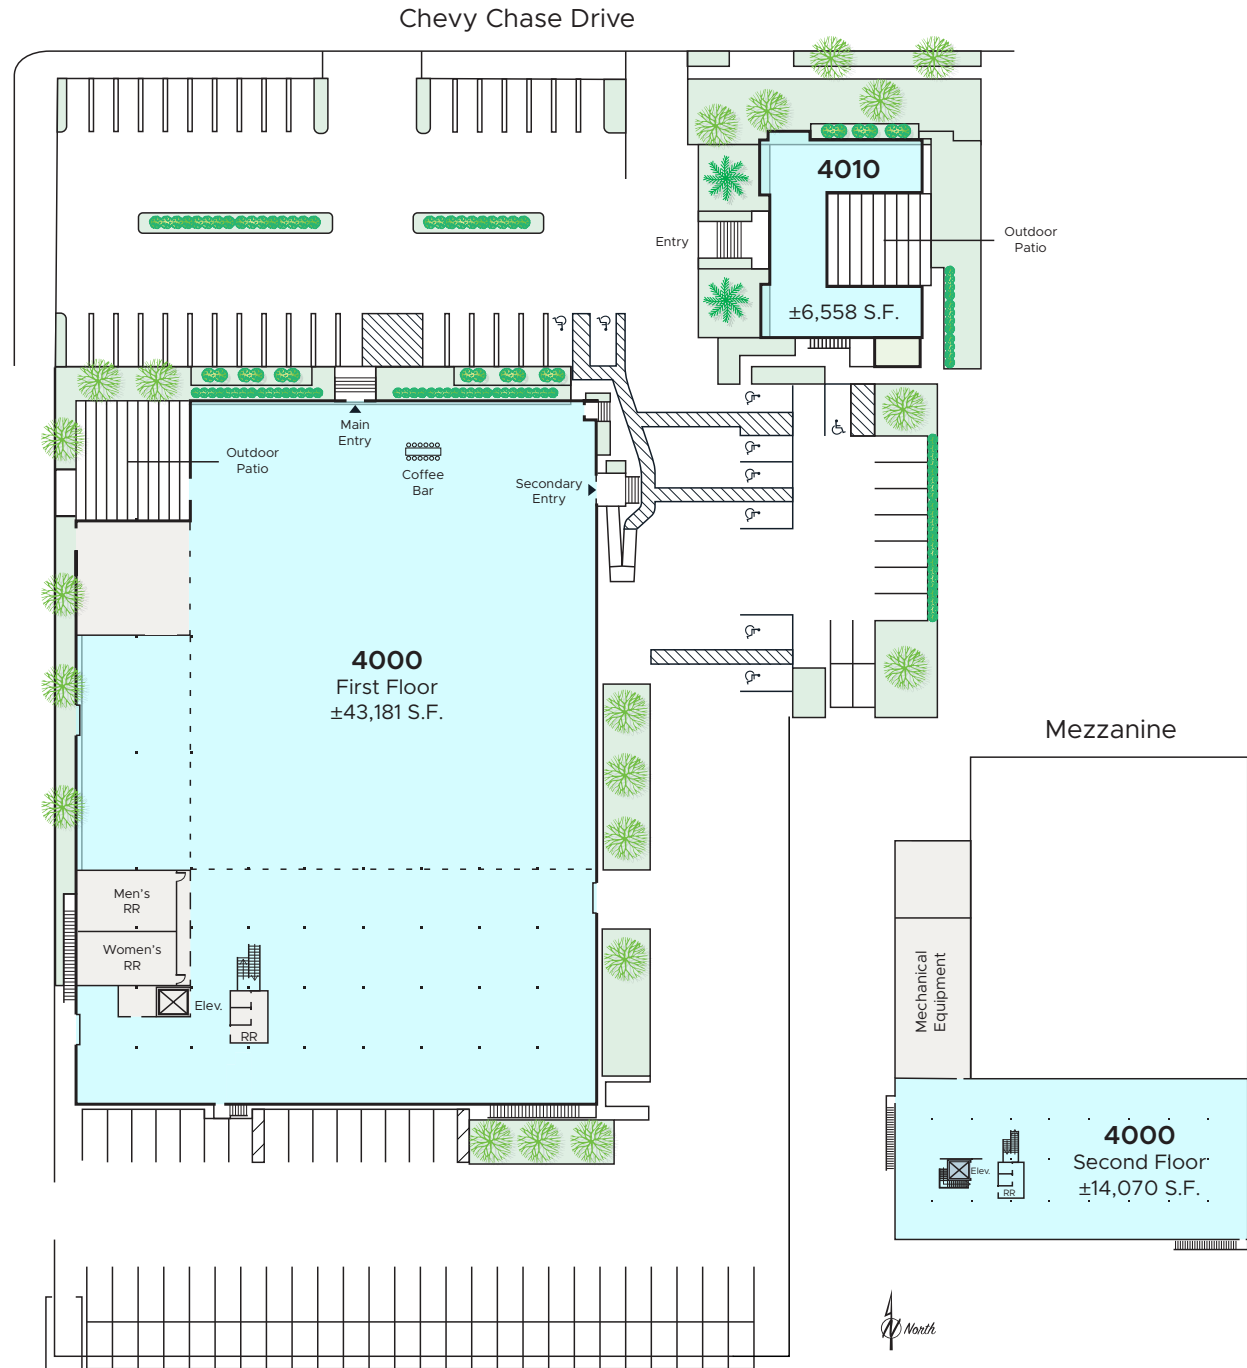 Chevy Chase Drive
4010
Entry
Outdoor
Patio
±6,558 S.F.
Main
Entry
Outdoor
Patio
Coffee
Bar
Secondary
Entry
4000
First Floor
±43,181 S.F.
Mezzanine
Men's
RR
Women's
RR
Elev.
RR
Mechanical
Equipment
4000
Second Floor
±14,070 S.F.
Elev.
RR
N North